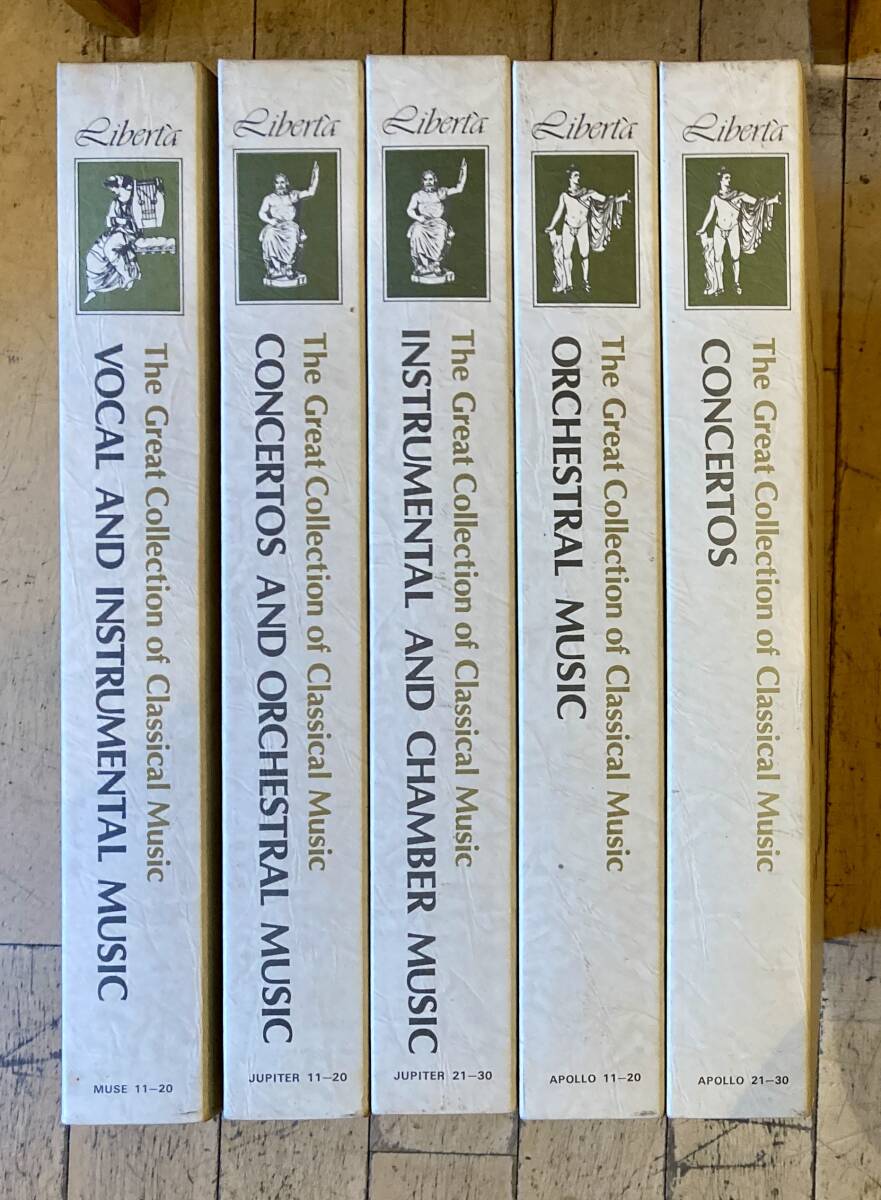 Libertà
The Great Collection of Classical Music
VOCAL AND INSTRUMENTAL MUSIC
MUSE 11–20
Libertà
The Great Collection of Classical Music
CONCERTOS AND ORCHESTRAL MUSIC
JUPITER 11–20
Libertà
The Great Collection of Classical Music
INSTRUMENTAL AND CHAMBER MUSIC
JUPITER 21–30
Libertà
The Great Collection of Classical Music
ORCHESTRAL MUSIC
APOLLO 11–20
Libertà
The Great Collection of Classical Music
CONCERTOS
APOLLO 21–30